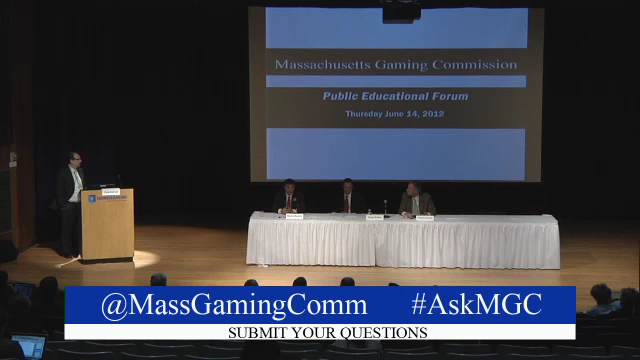 Massachusetts Gaming Commission
Public Educational Forum
Thursday June 14, 2012
@MassGamingComm #AskMGC
SUBMIT YOUR QUESTIONS